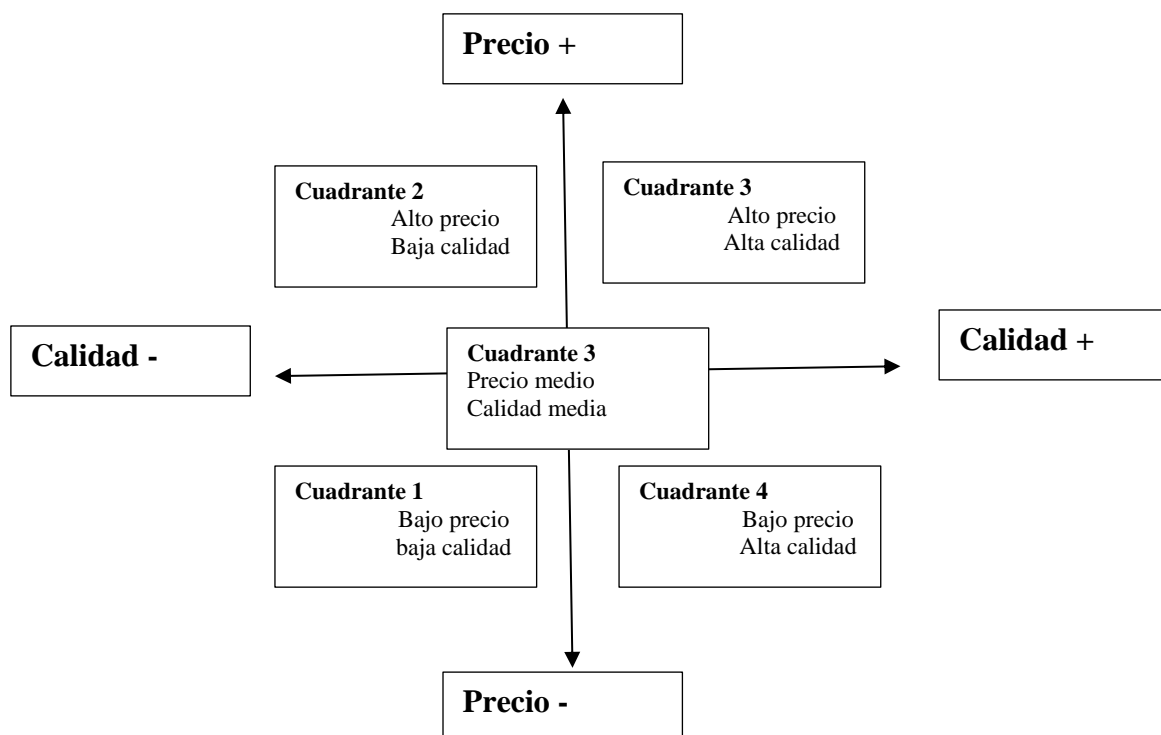 Precio +
Cuadrante 2
Alto precio
Baja calidad
Cuadrante 3
Alto precio
Alta calidad
Calidad -
Cuadrante 3
Precio medio
Calidad media
Calidad +
Cuadrante 1
Bajo precio
baja calidad
Cuadrante 4
Bajo precio
Alta calidad
Precio -